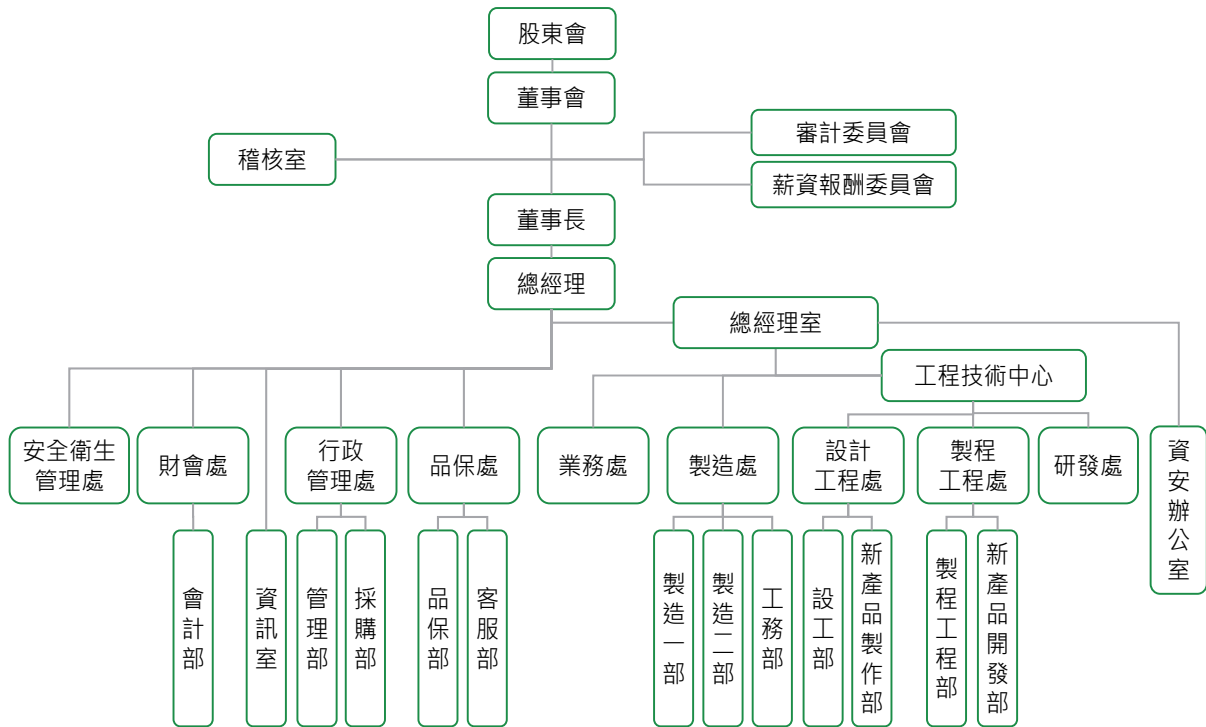 股東會
董事會
審計委員會
稽核室
薪資報酬委員會
董事長
總經理
總經理室
工程技術中心
安全衛生
管理處
財會處
行政
管理處
品保處
業務處
製造處
設計
工程處
製程
工程處
研發處
資安辦公室
會計部
資訊室
管理部
採購部
品保部
客服部
製造一部
製造二部
工務部
設工部
新產品製作部
製程工程部
新產品開發部